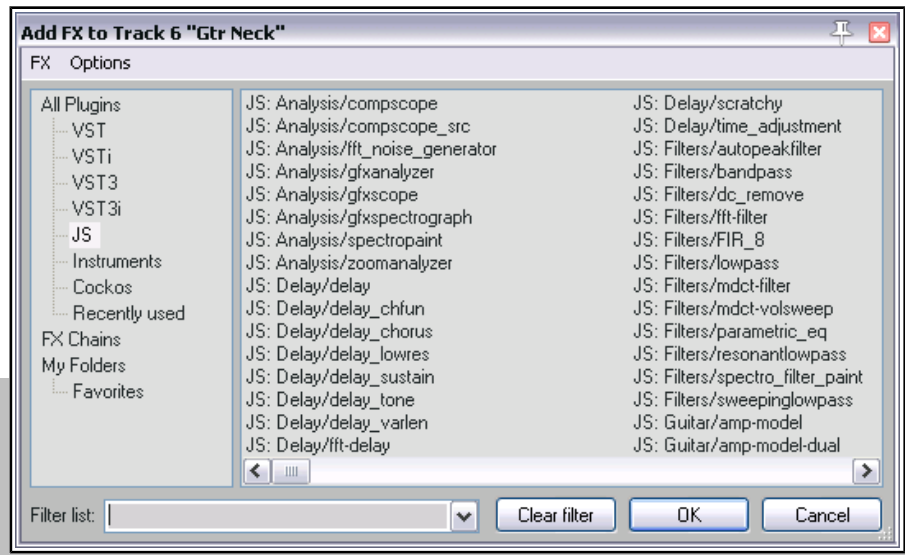 Add FX to Track 6 "Gtr Neck"
FX Options
All Plugins
VST
VSTi
VST3
VST3i
JS
Instruments
Cockos
Recently used
FX Chains
My Folders
Favorites
JS: Analysis/compscope
JS: Analysis/compscope_src
JS: Analysis/fft_noise_generator
JS: Analysis/gfxanalyzer
JS: Analysis/gfxscope
JS: Analysis/gfxspectrograph
JS: Analysis/spectropaint
JS: Analysis/zoomanalyzer
JS: Delay/delay
JS: Delay/delay_chfun
JS: Delay/delay_chorus
JS: Delay/delay_lowres
JS: Delay/delay_sustain
JS: Delay/delay_tone
JS: Delay/delay_varlen
JS: Delay/fft-delay
JS: Delay/scratchy
JS: Delay/time_adjustment
JS: Filters/autopeakfilter
JS: Filters/bandpass
JS: Filters/dc_remove
JS: Filters/fft-filter
JS: Filters/FIR_8
JS: Filters/lowpass
JS: Filters/mdct-filter
JS: Filters/mdct-volsweep
JS: Filters/parametric_eq
JS: Filters/resonantlowpass
JS: Filters/spectro_filter_paint
JS: Filters/sweepinglowpass
JS: Guitar/amp-model
JS: Guitar/amp-model-dual
Filter list: Clear filter OK Cancel